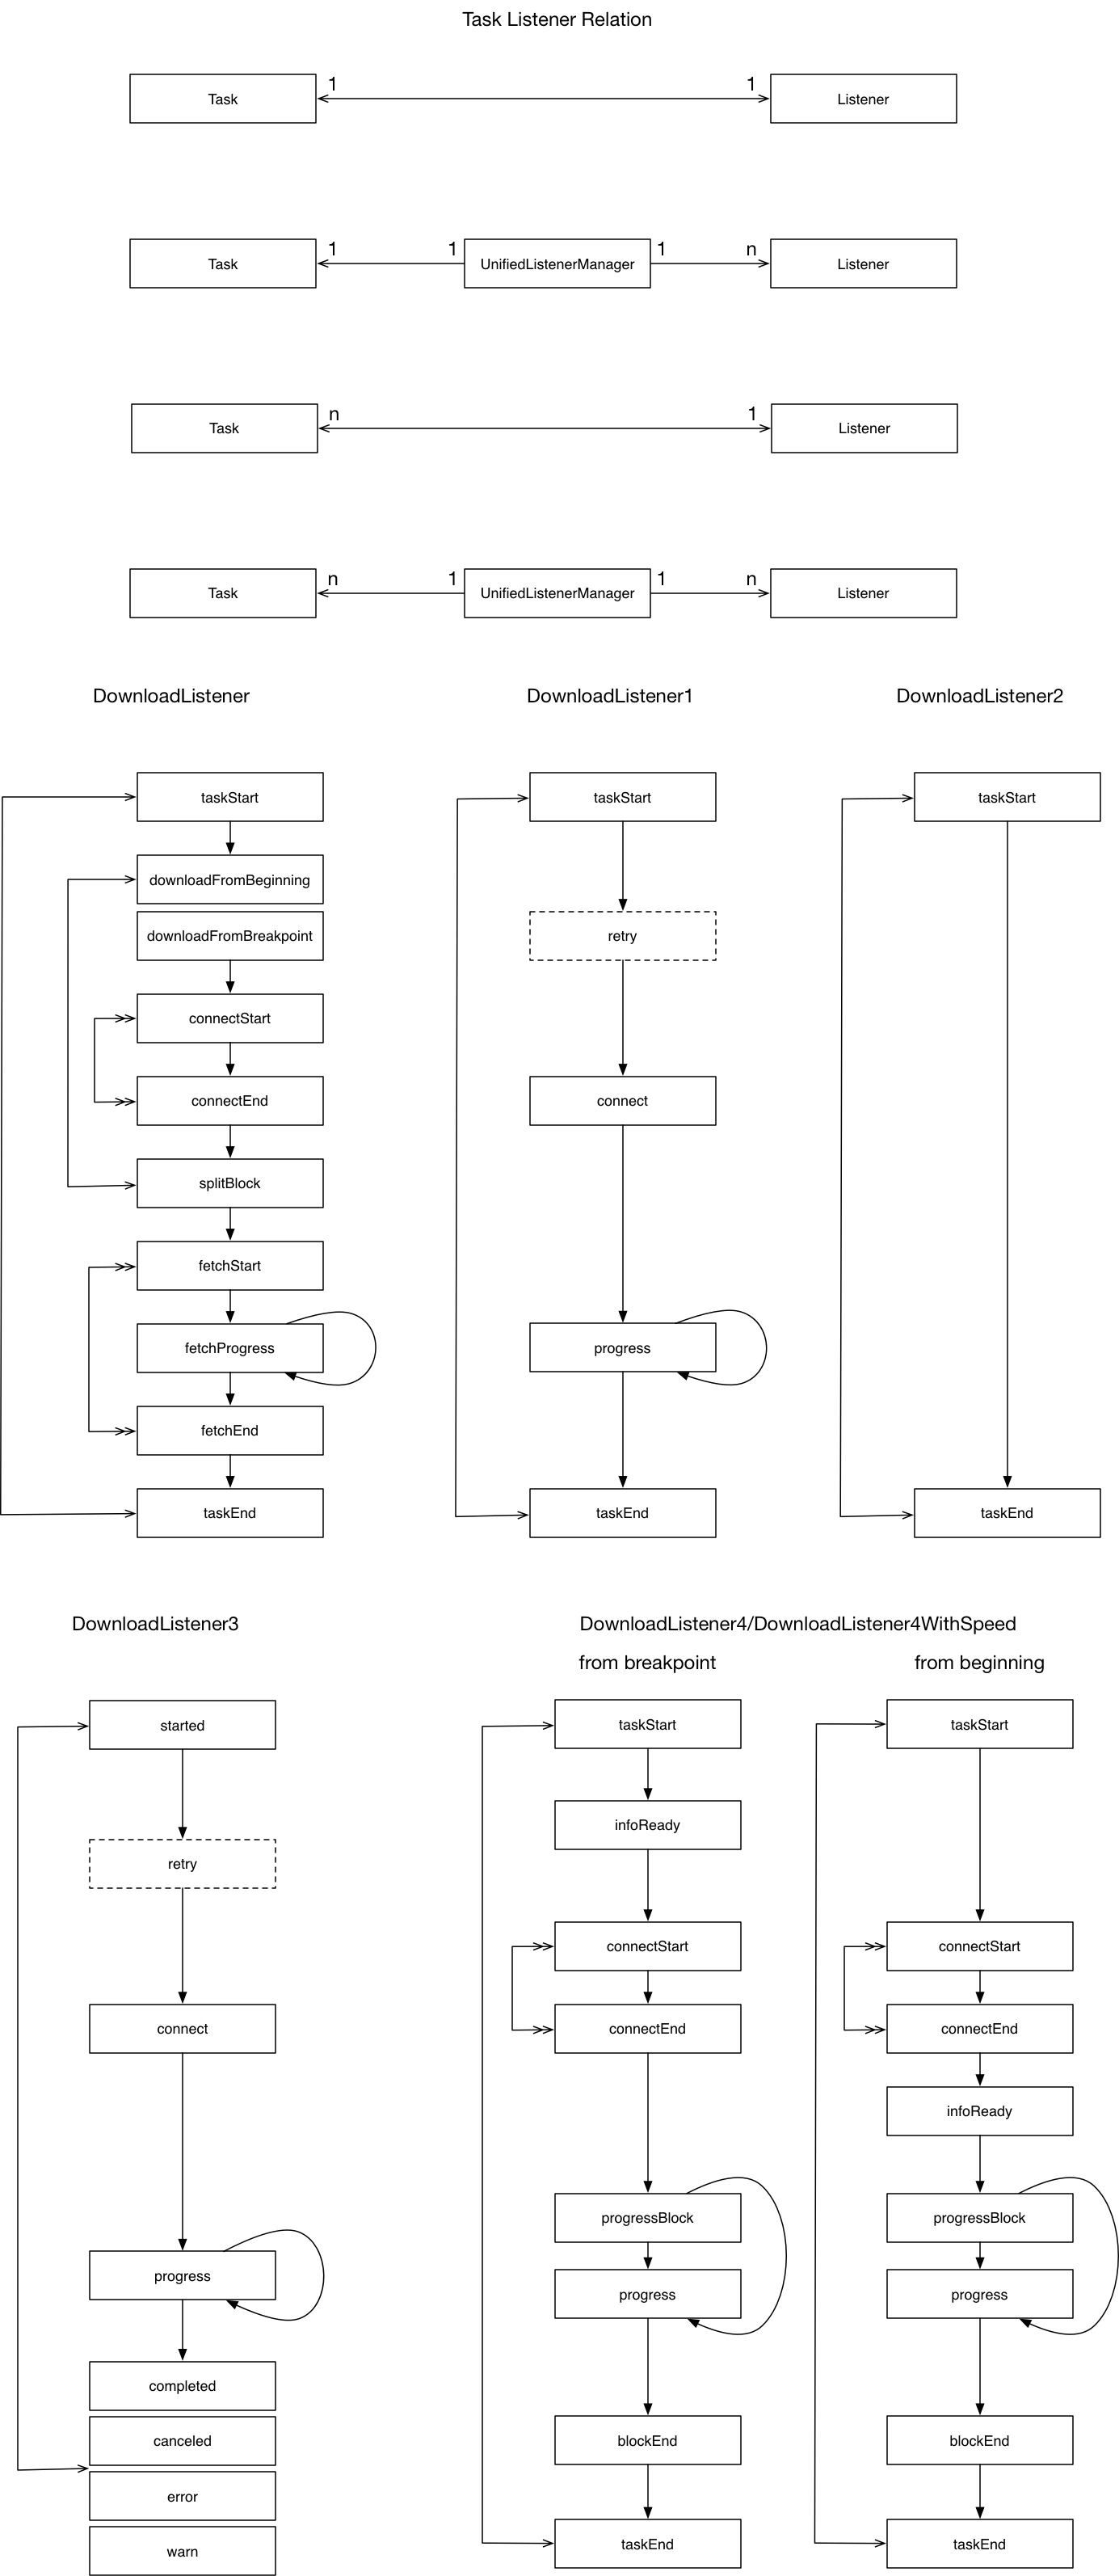 Task Listener Relation
Task
1
1
Listener
Task
1
1
UnifiedListenerManager
1
n
Listener
Task
n
1
Listener
Task
n
1
UnifiedListenerManager
1
n
Listener
DownloadListener
taskStart
downloadFromBeginning
downloadFromBreakpoint
connectStart
connectEnd
splitBlock
fetchStart
fetchProgress
fetchEnd
taskEnd
DownloadListener1
taskStart
retry
connect
progress
taskEnd
DownloadListener2
taskStart
taskEnd
DownloadListener3
started
retry
connect
progress
completed
canceled
error
warn
DownloadListener4/DownloadListener4WithSpeed
from breakpoint
taskStart
infoReady
connectStart
connectEnd
progressBlock
progress
blockEnd
taskEnd
from beginning
taskStart
connectStart
connectEnd
infoReady
progressBlock
progress
blockEnd
taskEnd